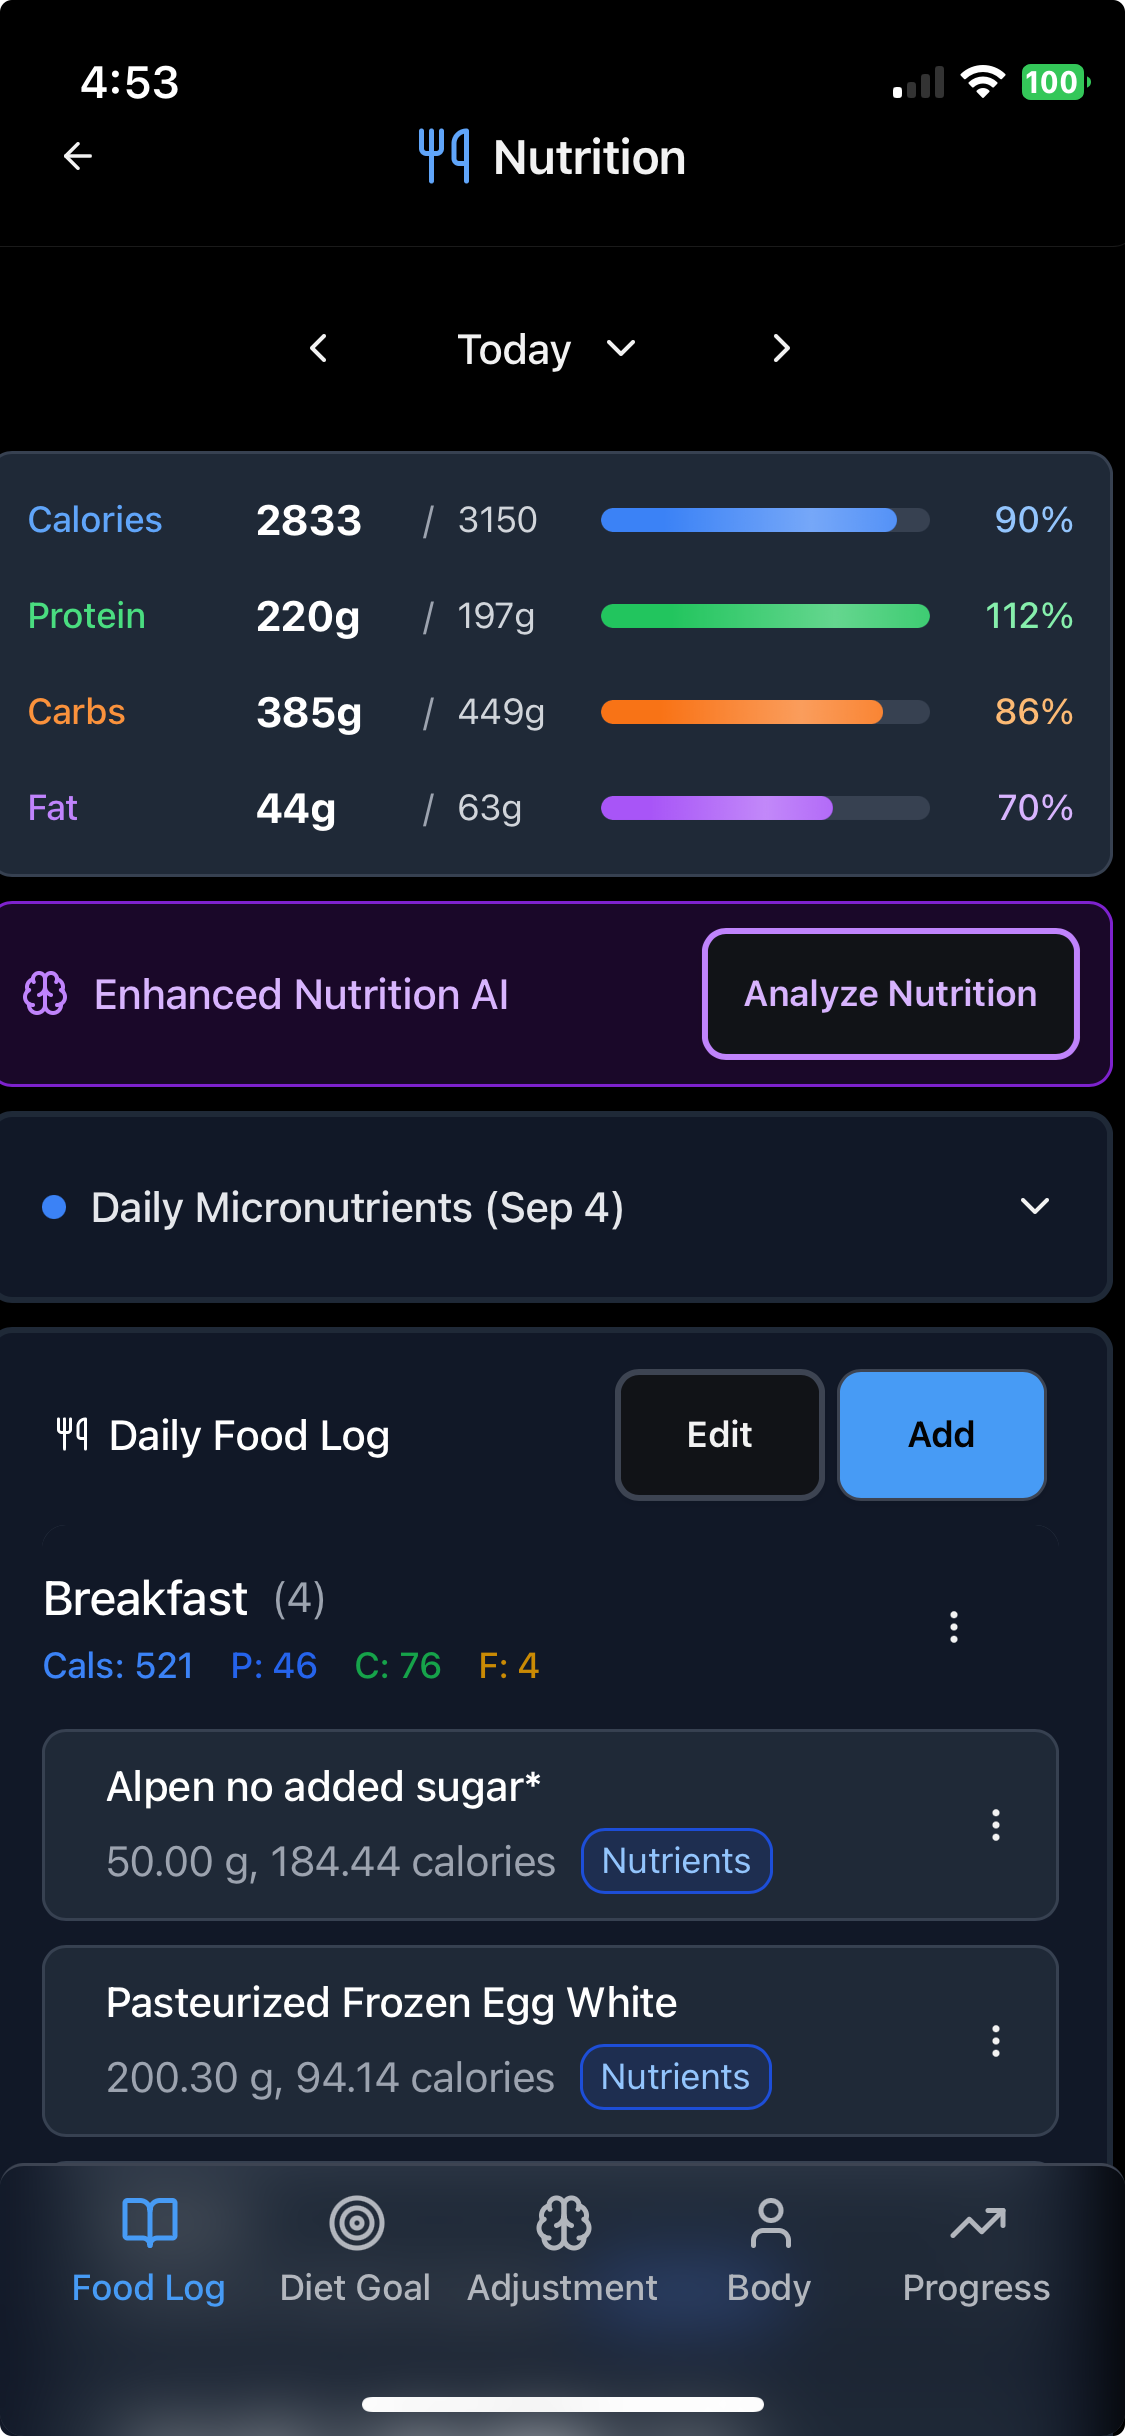 4:53
100
Nutrition
Today
Calories 2833 / 3150 90%
Protein 220g / 197g 112%
Carbs 385g / 449g 86%
Fat 44g / 63g 70%
Enhanced Nutrition AI Analyze Nutrition
Daily Micronutrients (Sep 4)
Daily Food Log Edit Add
Breakfast (4)
Cals: 521 P: 46 C: 76 F: 4
Alpen no added sugar*
50.00 g, 184.44 calories Nutrients
Pasteurized Frozen Egg White
200.30 g, 94.14 calories Nutrients
Food Log Diet Goal Adjustment Body Progress